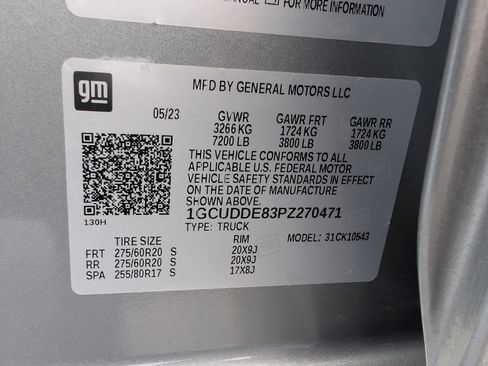 MANUAL FOR MORE INFORMATION
gm
MFD BY GENERAL MOTORS LLC
05/23 GVWR GAWR FRT GAWR RR
3266 KG 1724 KG 1724 KG
7200 LB 3800 LB 3800 LB
THIS VEHICLE CONFORMS TO ALL
APPLICABLE U.S. FEDERAL MOTOR
VEHICLE SAFETY STANDARDS IN EFFECT
ON THE DATE OF MANUFACTURE
SHOWN ABOVE.
1GCUDDE83PZ270471
TYPE: TRUCK MODEL: 31CK10543
130H
TIRE SIZE RIM
FRT 275/60R20 S 20X9J
RR 275/60R20 S 20X9J
SPA 255/80R17 S 17X8J